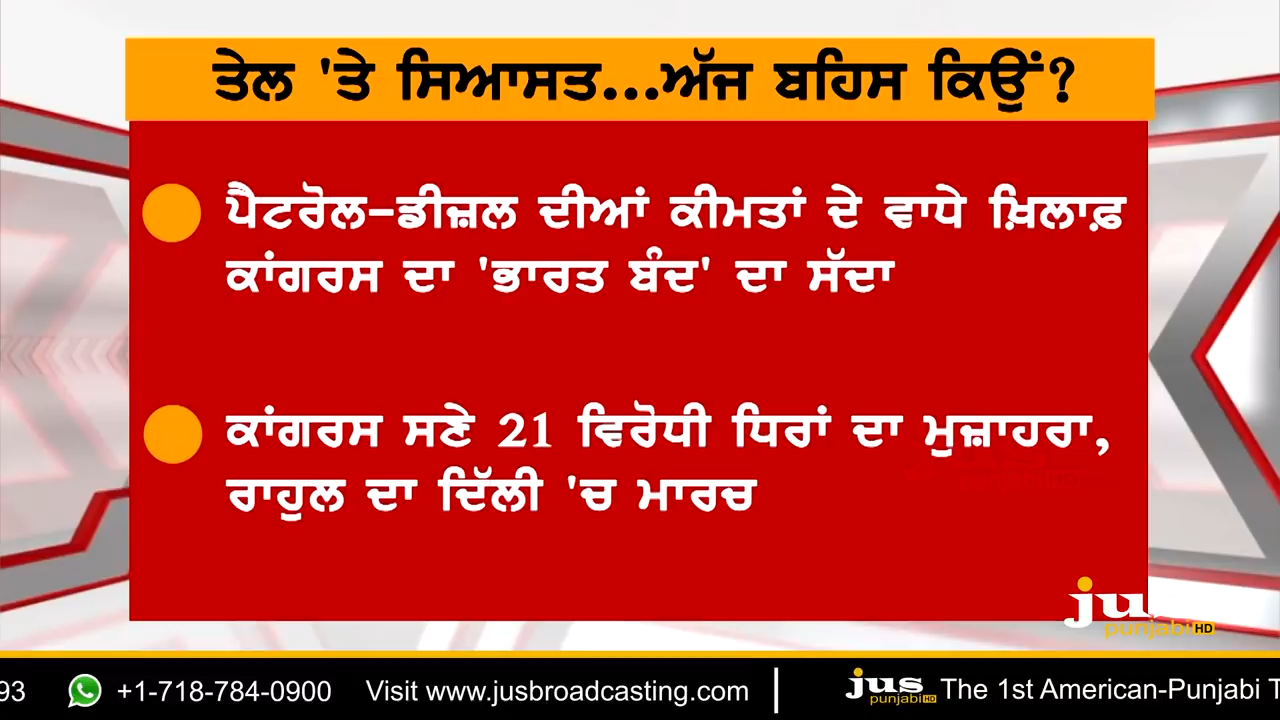 ਤੇਲ 'ਤੇ ਸਿਆਸਤ...ਅੱਜ ਬਹਿਸ ਕਿਉਂ?
ਪੈਟਰੋਲ-ਡੀਜ਼ਲ ਦੀਆਂ ਕੀਮਤਾਂ ਦੇ ਵਾਧੇ ਖ਼ਿਲਾਫ਼
ਕਾਂਗਰਸ ਦਾ 'ਭਾਰਤ ਬੰਦ' ਦਾ ਸੱਦਾ
ਕਾਂਗਰਸ ਸਣੇ 21 ਵਿਰੋਧੀ ਧਿਰਾਂ ਦਾ ਮੁਜ਼ਾਹਰਾ,
ਰਾਹੁਲ ਦਾ ਦਿੱਲੀ 'ਚ ਮਾਰਚ
jus
punjabi HD
93 +1-718-784-0900 Visit www.jusbroadcasting.com | jus punjabi HD The 1st American-Punjabi T